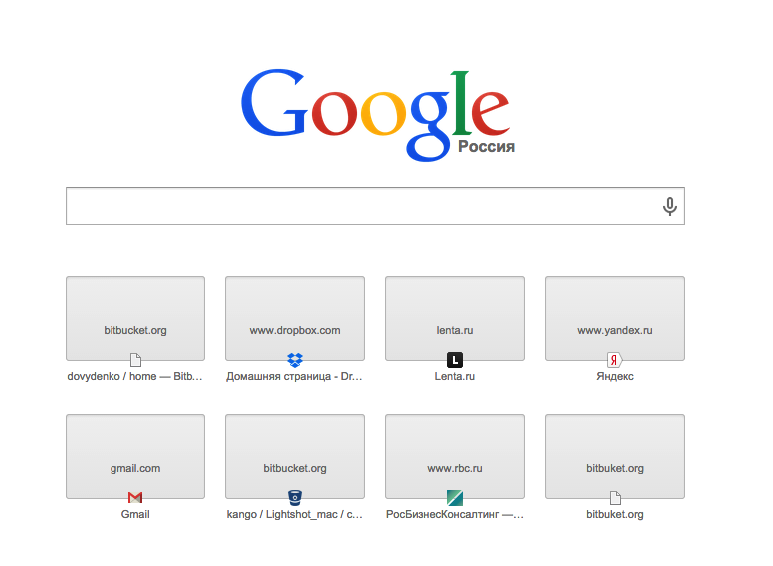 Google
Россия
bitbucket.org
www.dropbox.com
lenta.ru
www.yandex.ru
L
Я
dovydenko / home — Bitb...
Домашняя страница - Dr...
Lenta.ru
Яндекс
gmail.com
bitbucket.org
www.rbc.ru
bitbuket.org
Gmail
kango / Lightshot_mac / c...
РосБизнесКонсалтинг —...
bitbuket.org